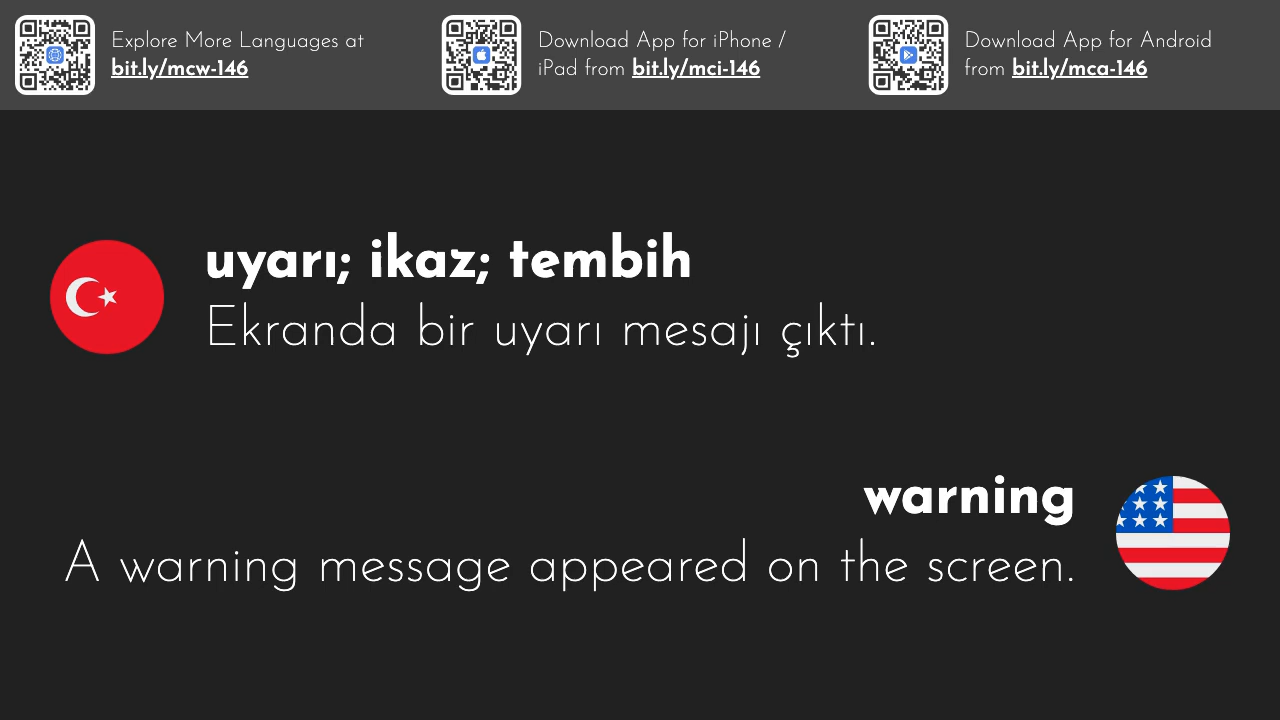 Explore More Languages at
bit.ly/mcw-146
Download App for iPhone /
iPad from bit.ly/mci-146
Download App for Android
from bit.ly/mca-146
uyarı; ikaz; tembih
Ekranda bir uyarı mesajı çıktı.
warning
A warning message appeared on the screen.